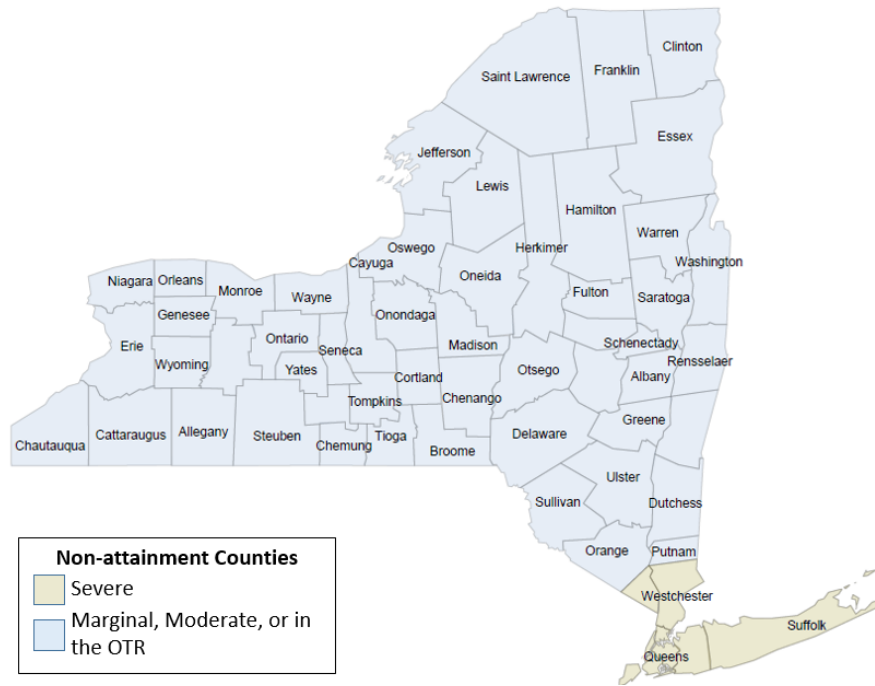 Clinton
Franklin
Saint Lawrence
Essex
Jefferson
Lewis
Hamilton
Warren
Oswego
Herkimer
Washington
Cayuga
Oneida
Niagara
Orleans
Monroe
Wayne
Fulton
Saratoga
Genesee
Onondaga
Ontario
Madison
Schenectady
Erie
Seneca
Wyoming
Yates
Otsego
Rensselaer
Albany
Cortland
Tompkins
Chenango
Greene
Chautauqua
Cattaraugus
Allegany
Steuben
Chemung
Tioga
Broome
Delaware
Ulster
Sullivan
Dutchess
Orange
Putnam
Westchester
Suffolk
Queens
Non-attainment Counties
Severe
Marginal, Moderate, or in
the OTR